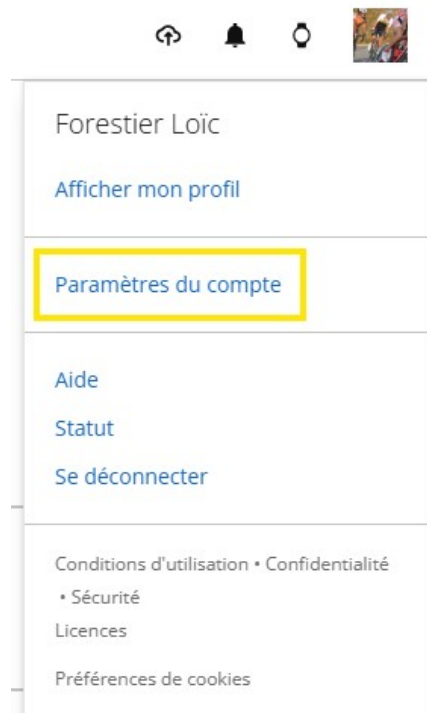 Forestier Loïc
Afficher mon profil
Paramètres du compte
Aide
Statut
Se déconnecter
Conditions d'utilisation • Confidentialité
• Sécurité
Licences
Préférences de cookies